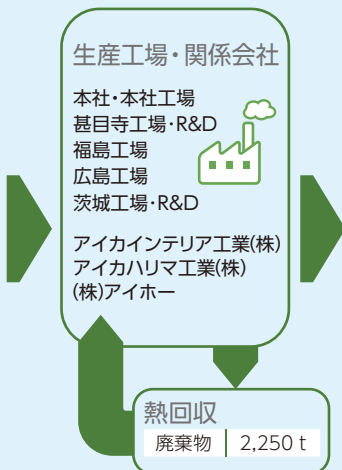 生産工場・関係会社
本社・本社工場
甚目寺工場・R&D
福島工場
広島工場
茨城工場・R&D
アイカインテリア工業(株)
アイカハリマ工業(株)
(株)アイホー
熱回収
廃棄物 2,250 t